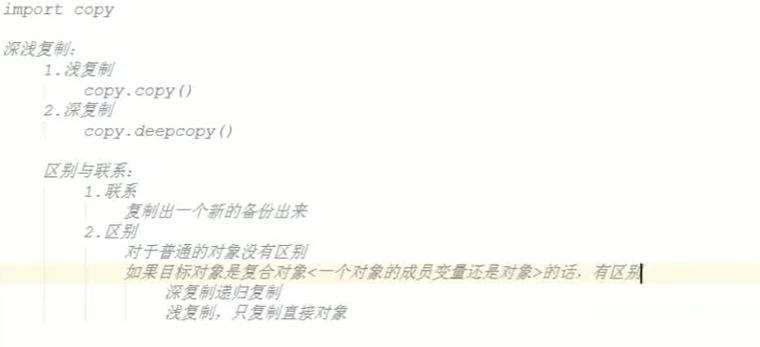 import copy
深浅复制:
1.浅复制
copy.copy()
2.深复制
copy.deepcopy()
区别与联系:
1.联系
复制出一个新的备份出来
2.区别
对于普通的对象没有区别
如果目标对象是复合对象<一个对象的成员变量还是对象>的话，有区别
深复制递归复制
浅复制，只复制直接对象